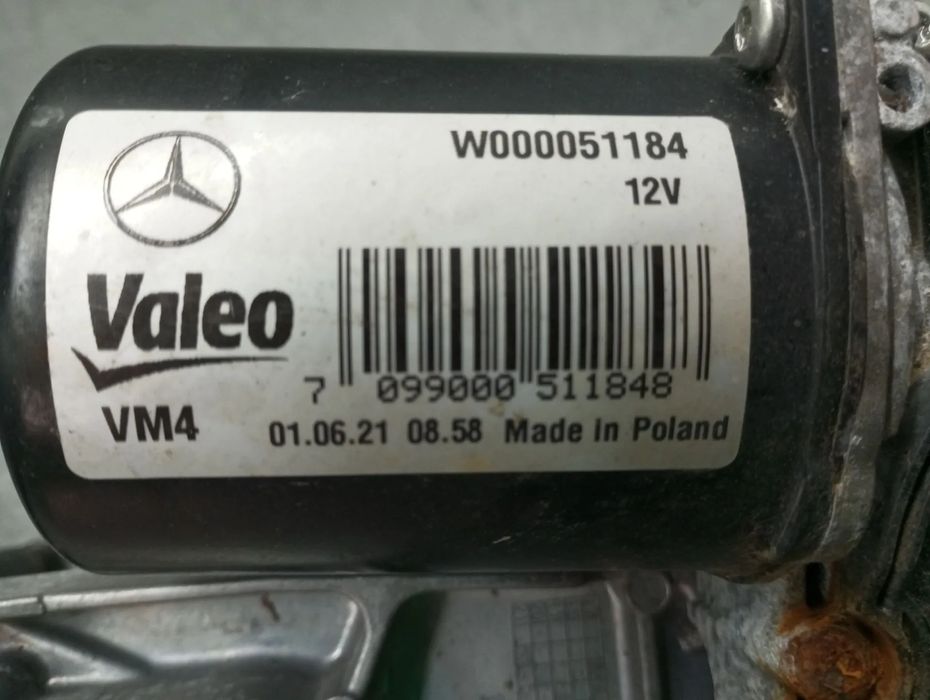 W000051184
12V
Valeo
7 099000 511848
VM4
01.06.21 08.58 Made in Poland